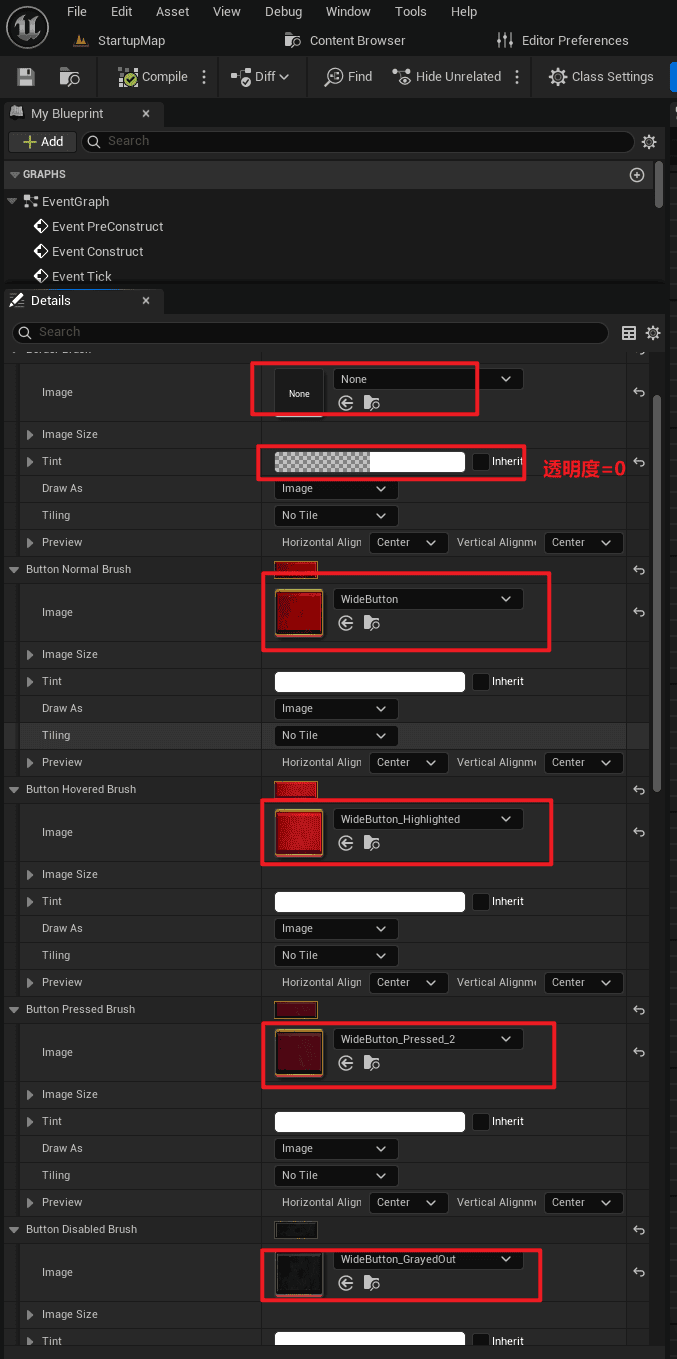 File Edit Asset View Debug Window Tools Help
StartupMap Content Browser Editor Preferences
Compile Diff Find Hide Unrelated Class Settings
My Blueprint
Add Search
GRAPHS
EventGraph
Event PreConstruct
Event Construct
Event Tick
Details
Search
Image None None
Image Size
Tint Inherit 透明度=0
Draw As Image
Tiling No Tile
Preview Horizontal Align Center Vertical Alignme Center
Button Normal Brush
Image WideButton
Image Size
Tint Inherit
Draw As Image
Tiling No Tile
Preview Horizontal Align Center Vertical Alignme Center
Button Hovered Brush
Image WideButton_Highlighted
Image Size
Tint Inherit
Draw As Image
Tiling No Tile
Preview Horizontal Align Center Vertical Alignme Center
Button Pressed Brush
Image WideButton_Pressed_2
Image Size
Tint Inherit
Draw As Image
Tiling No Tile
Preview Horizontal Align Center Vertical Alignme Center
Button Disabled Brush
Image WideButton_GrayedOut
Image Size
Tint Inherit